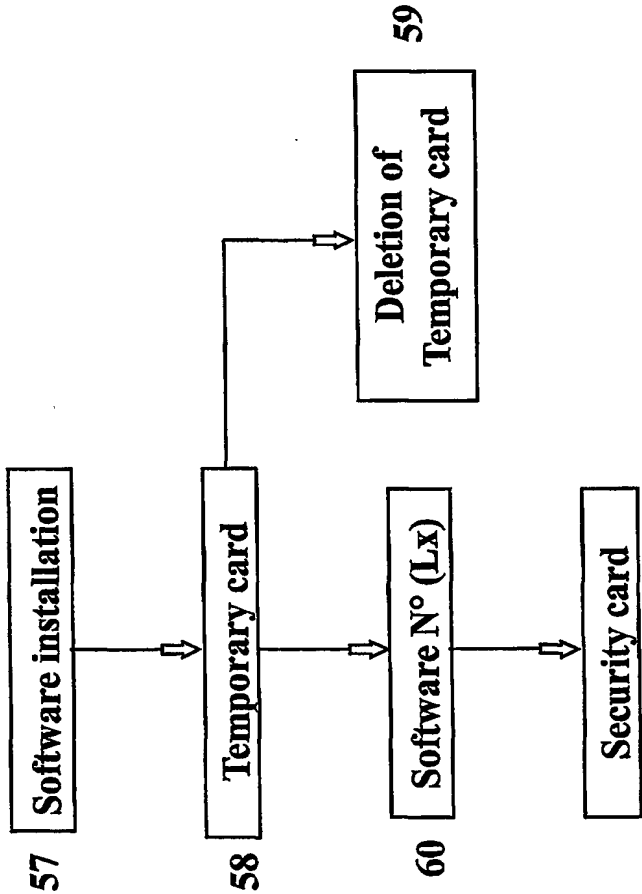 57
Software installation
58
Temporary card
59
Deletion of
Temporary card
60
Software N° (Lx)
Security card